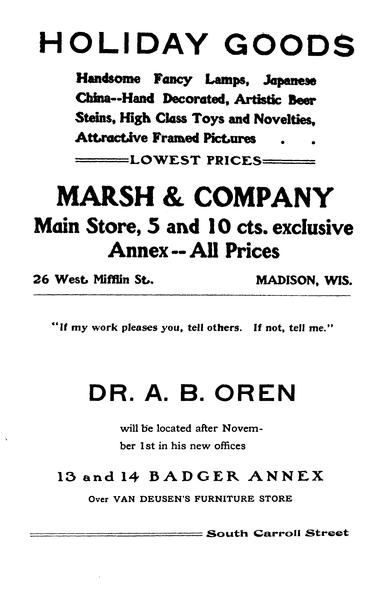 HOLIDAY GOODS
Handsome Fancy Lamps, Japanese
China--Hand Decorated, Artistic Beer
Steins, High Class Toys and Novelties,
Attractive Framed Pictures . .
LOWEST PRICES
MARSH & COMPANY
Main Store, 5 and 10 cts. exclusive
Annex -- All Prices
26 West Mifflin St. MADISON, WIS.
"If my work pleases you, tell others. If not, tell me."
DR. A. B. OREN
will be located after Novem-
ber 1st in his new offices
13 and 14 BADGER ANNEX
Over VAN DEUSEN'S FURNITURE STORE
South Carroll Street